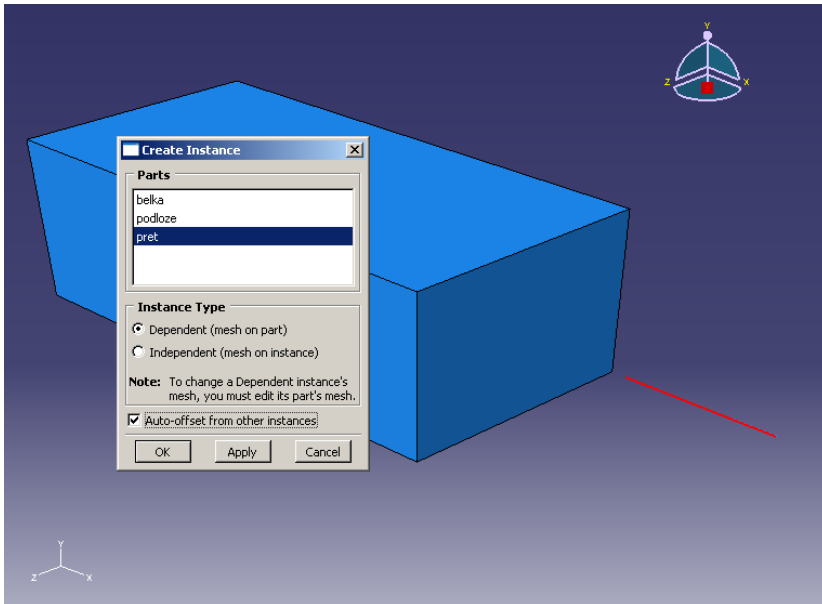 Y
Z
X
Create Instance
Parts
belka
podloze
pret
Instance Type
Dependent (mesh on part)
Independent (mesh on instance)
Note: To change a Dependent instance's
mesh, you must edit its part's mesh.
Auto-offset from other instances
OK Apply Cancel
Y
Z
X